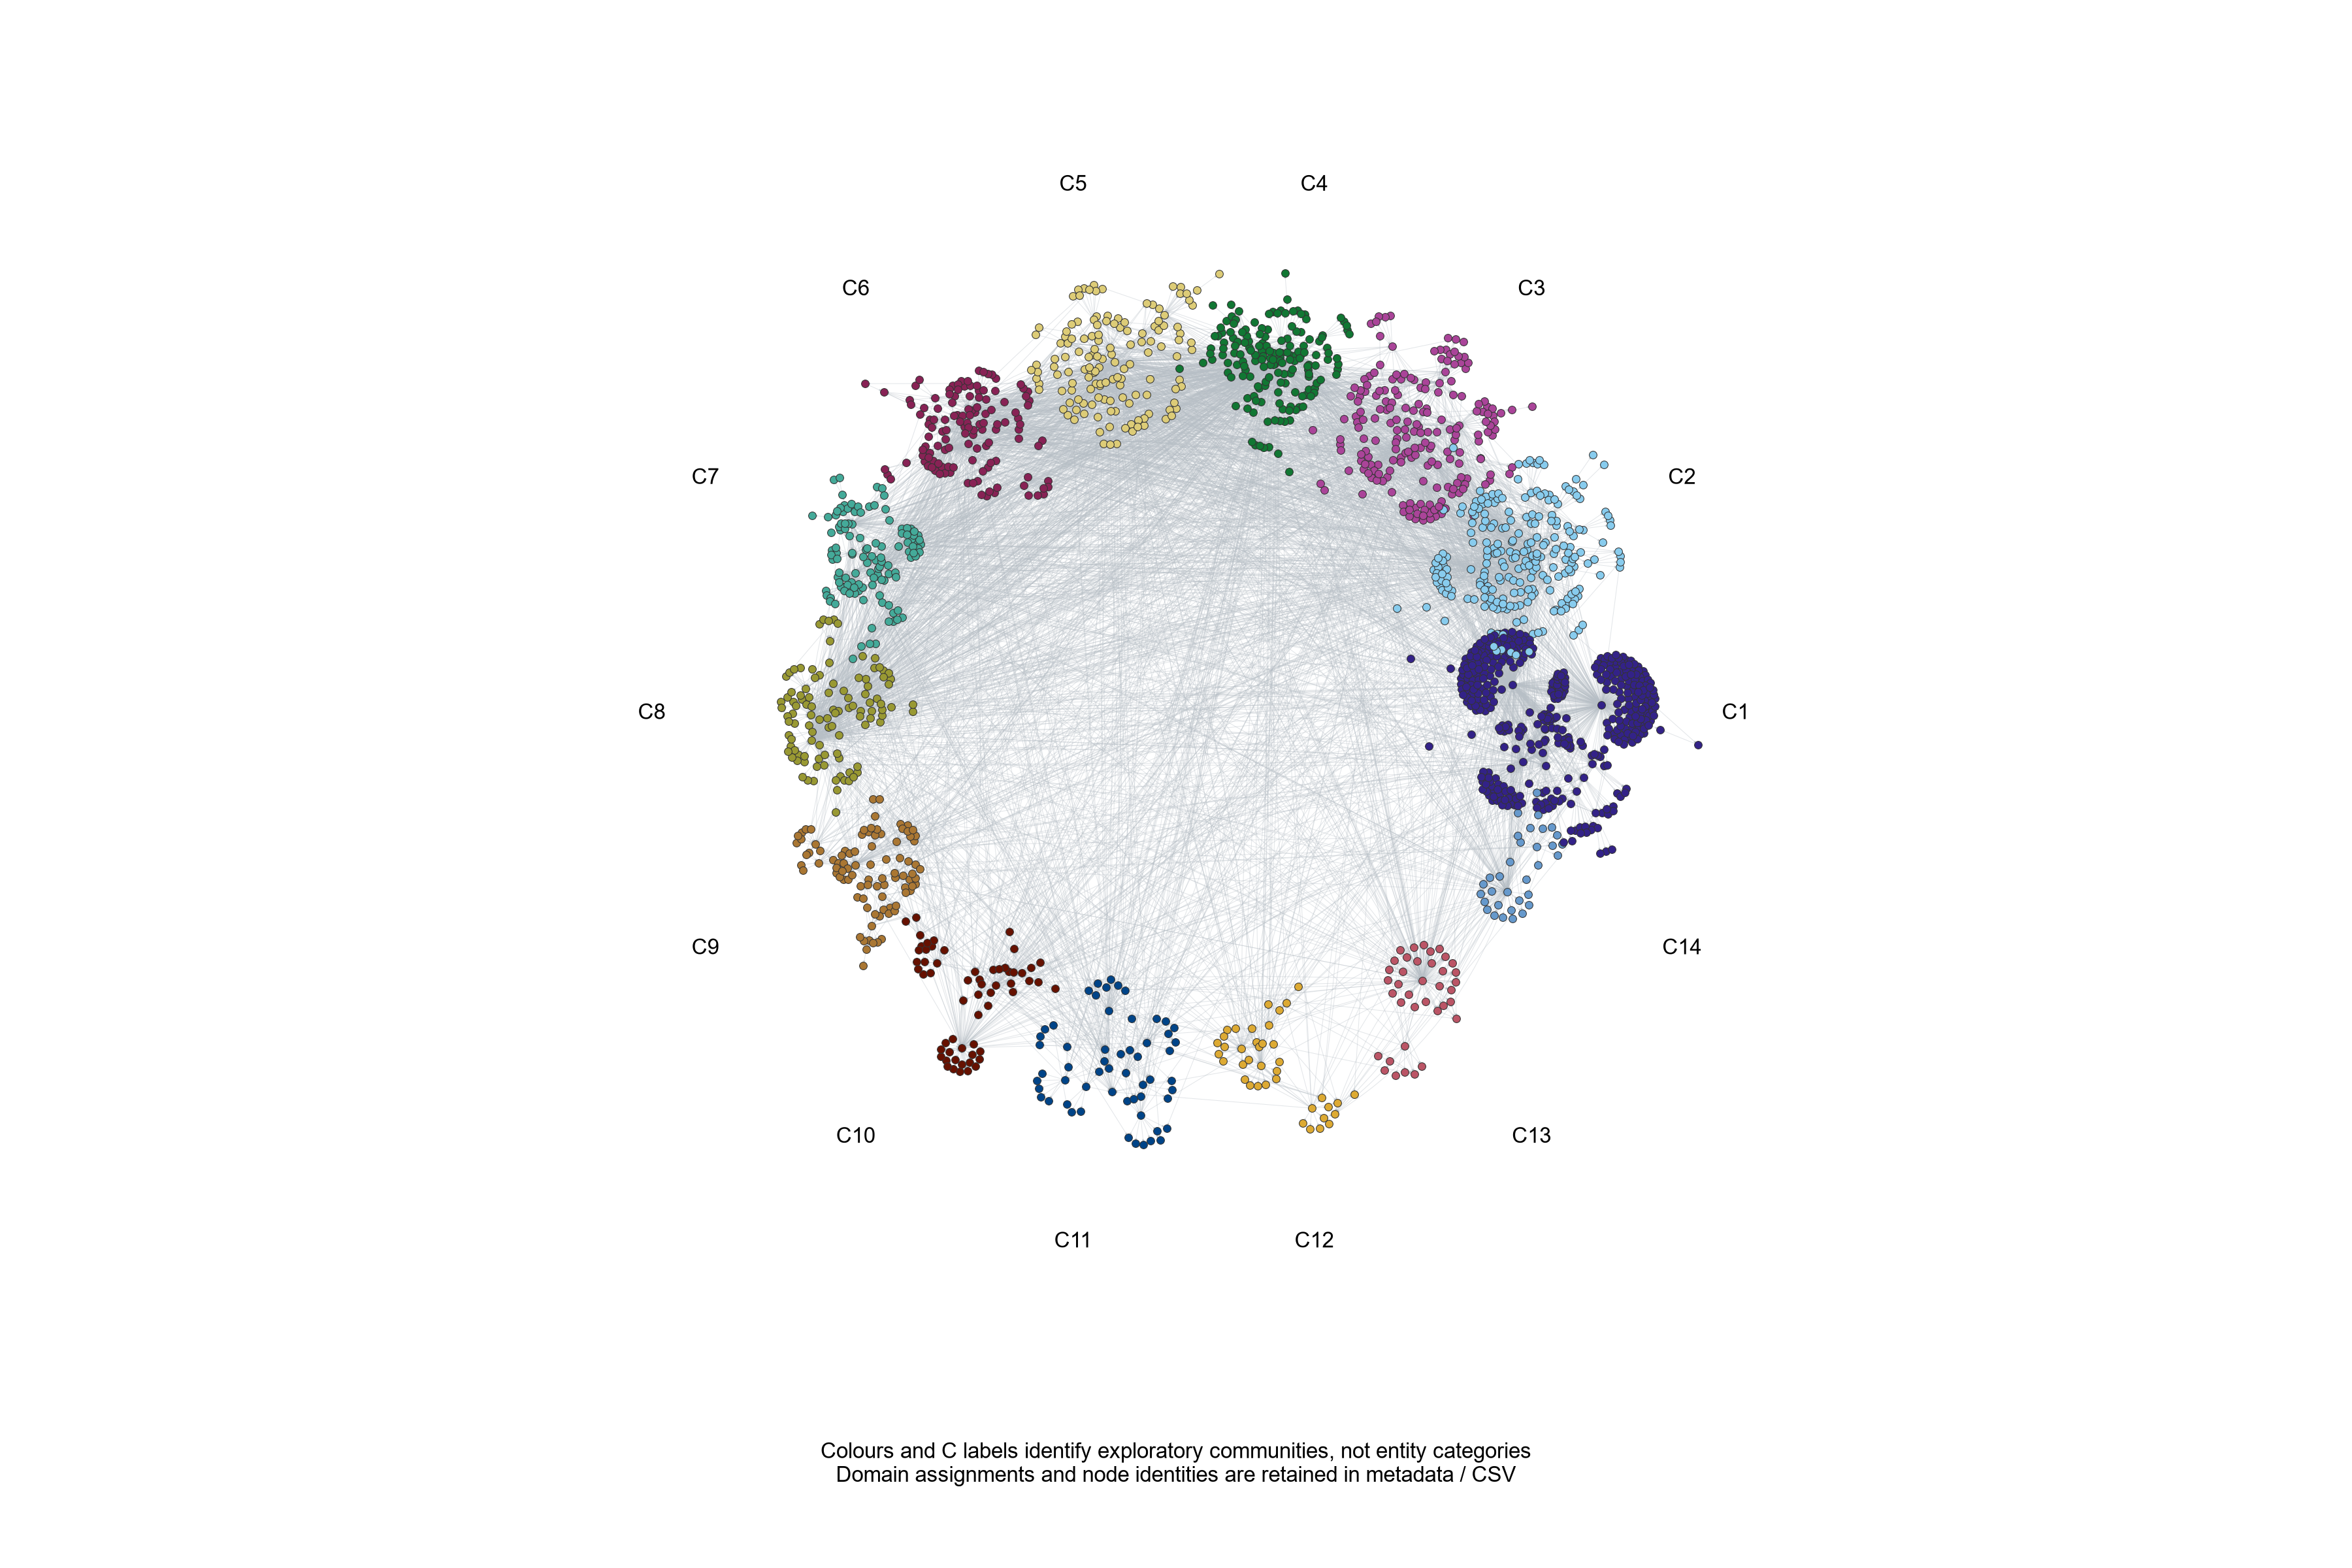 C5
C4
C6
C3
C7
C2
C8
C1
C9
C14
C10
C13
C11
C12
Colours and C labels identify exploratory communities, not entity categories
Domain assignments and node identities are retained in metadata / CSV